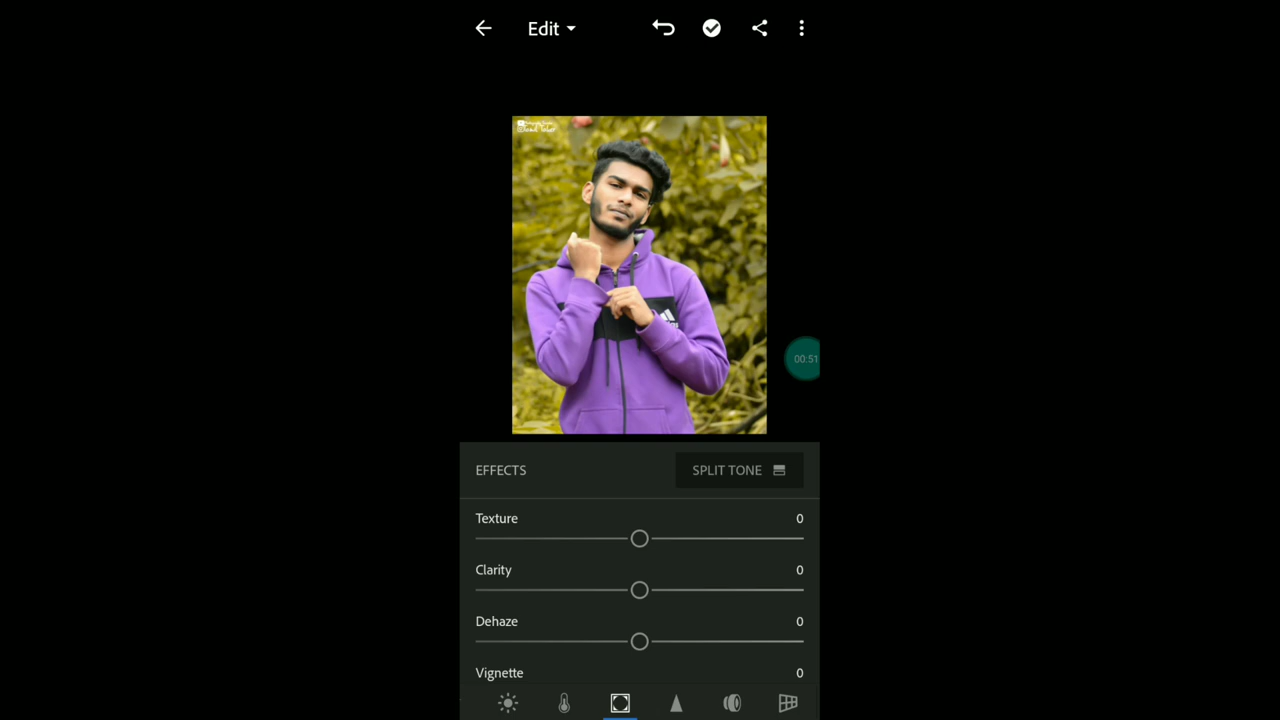 Edit
00:51
EFFECTS
SPLIT TONE
Texture
0
Clarity
0
Dehaze
0
Vignette
0